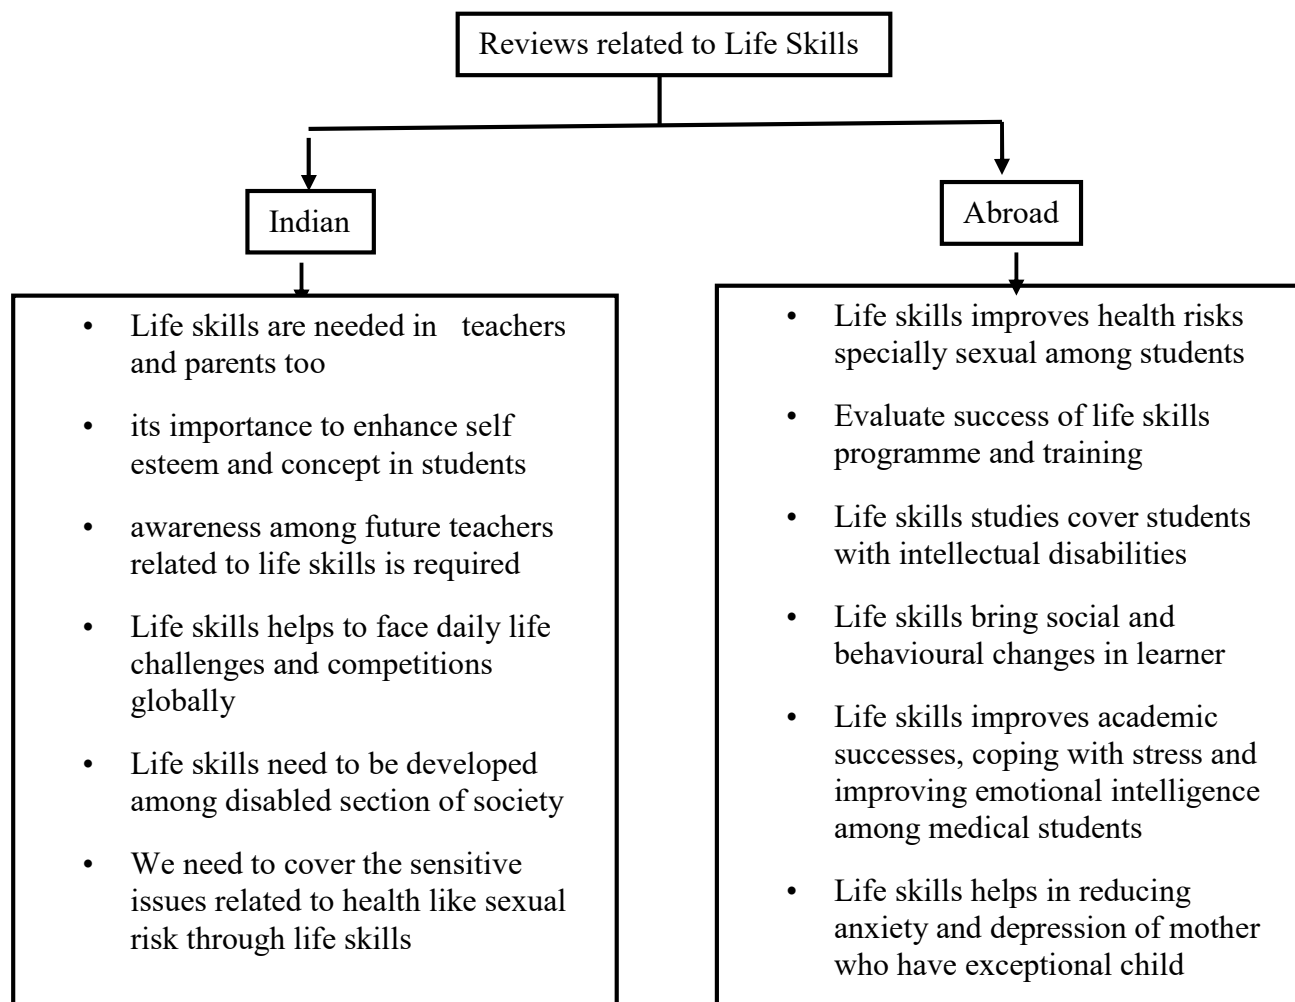 Reviews related to Life Skills
Indian
Abroad
• Life skills are needed in teachers
and parents too
• its importance to enhance self
esteem and concept in students
• awareness among future teachers
related to life skills is required
• Life skills helps to face daily life
challenges and competitions
globally
• Life skills need to be developed
among disabled section of society
• We need to cover the sensitive
issues related to health like sexual
risk through life skills
• Life skills improves health risks
specially sexual among students
• Evaluate success of life skills
programme and training
• Life skills studies cover students
with intellectual disabilities
• Life skills bring social and
behavioural changes in learner
• Life skills improves academic
successes, coping with stress and
improving emotional intelligence
among medical students
• Life skills helps in reducing
anxiety and depression of mother
who have exceptional child